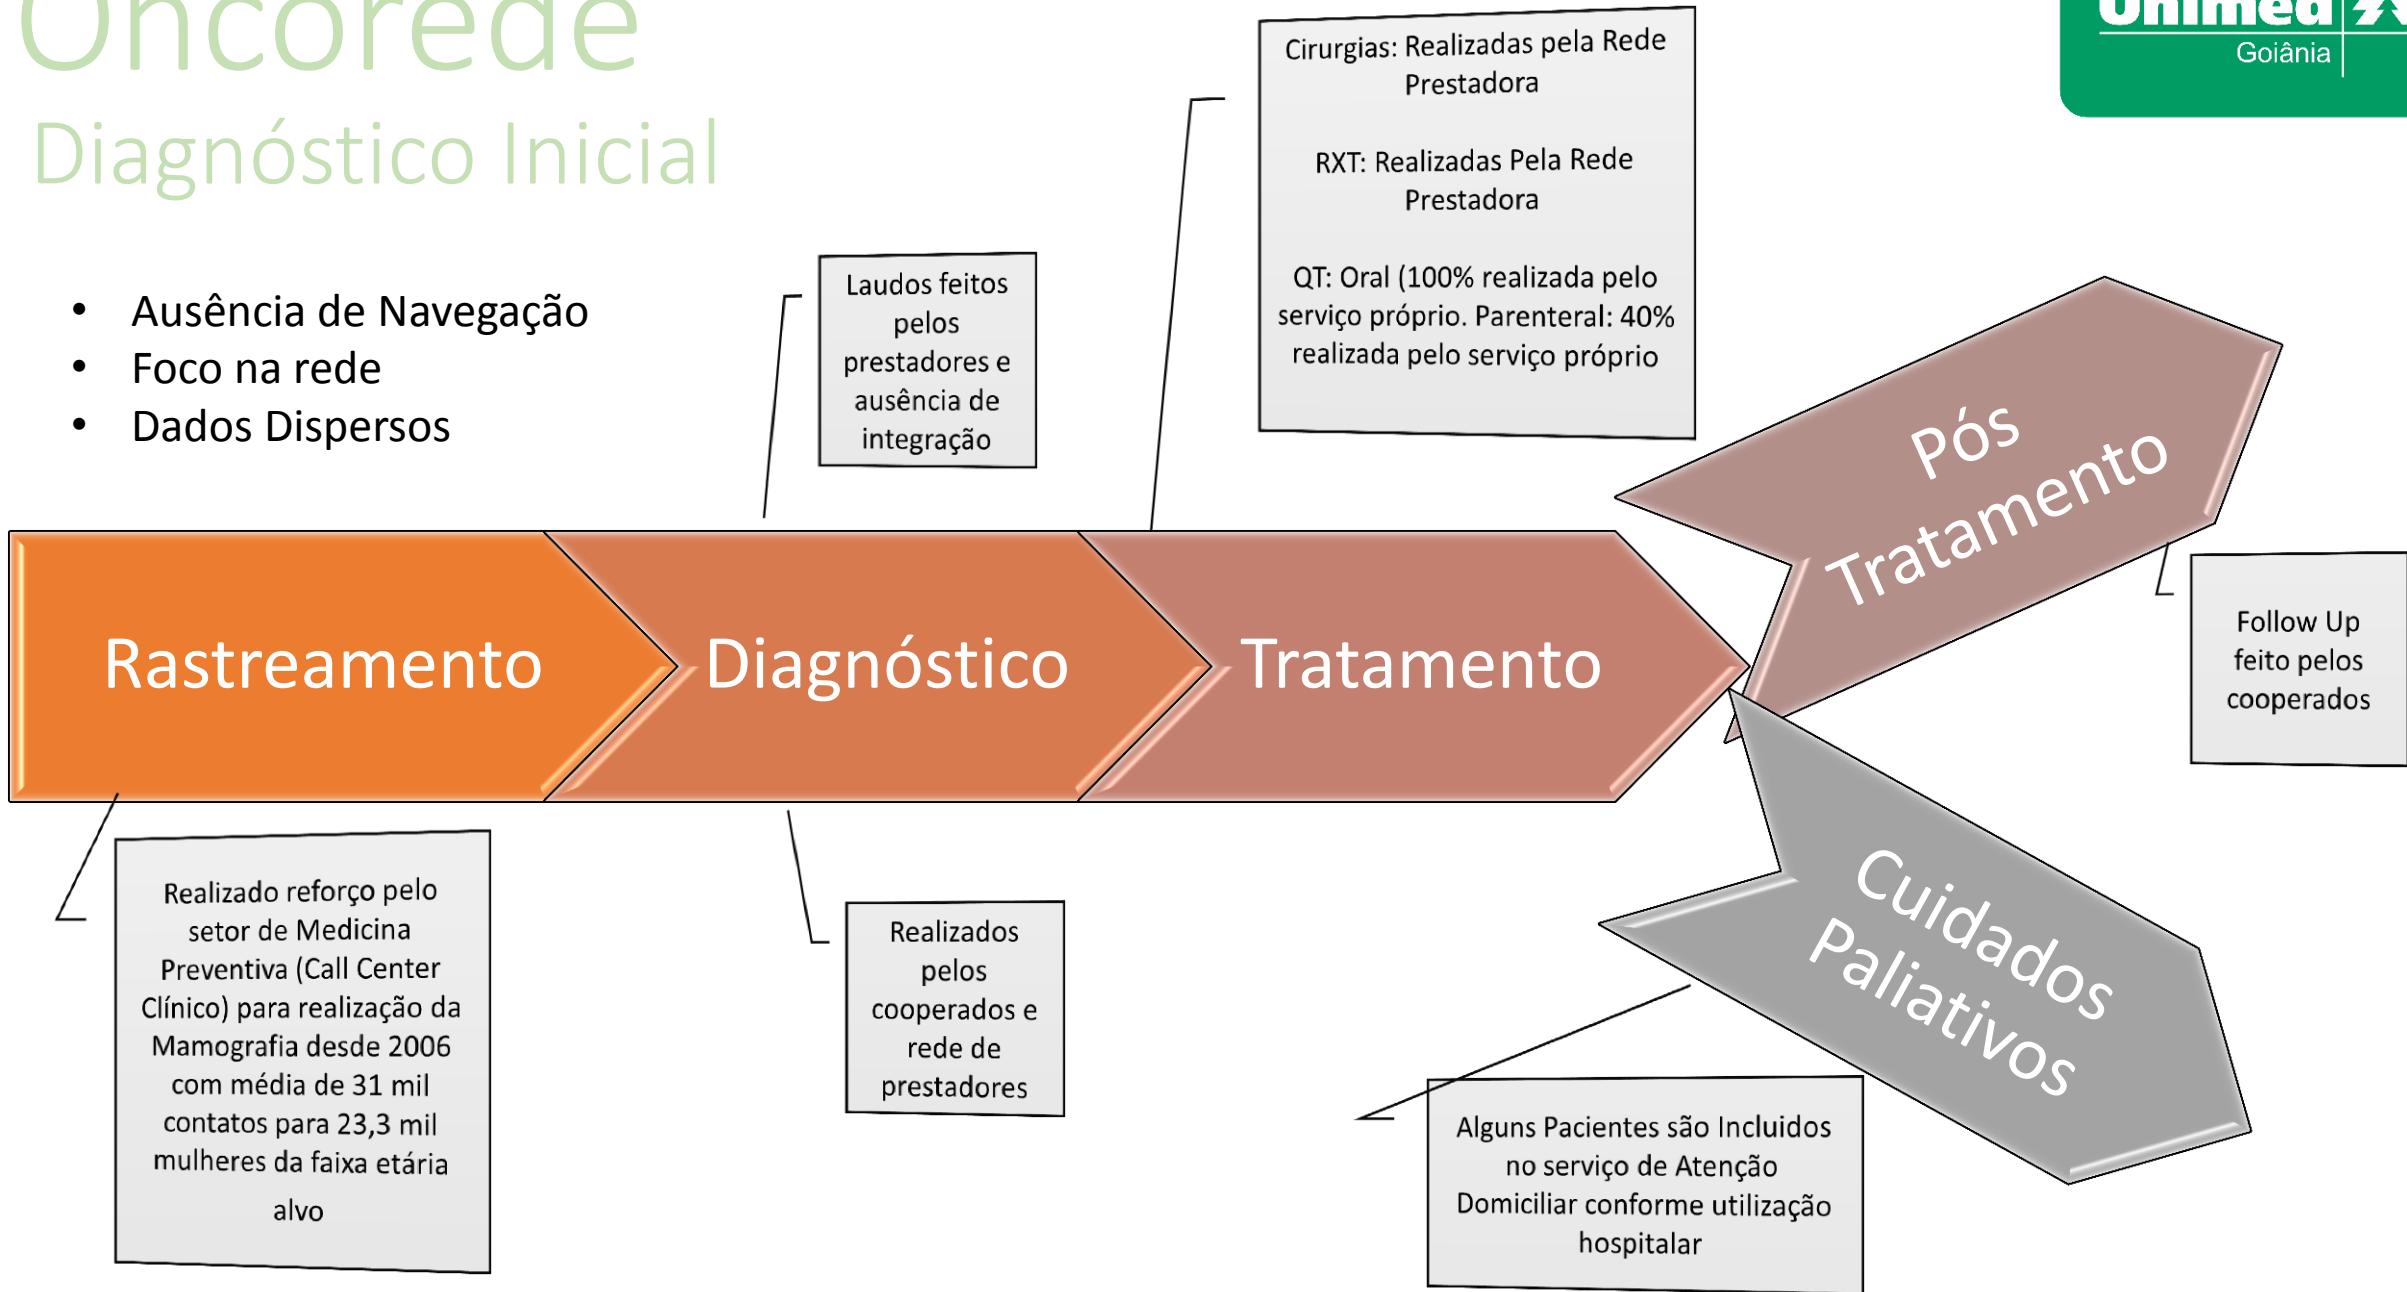 Oncorede
Diagnóstico Inicial
Unimed
Goiânia
• Ausência de Navegação
• Foco na rede
• Dados Dispersos
Laudos feitos
pelos
prestadores e
ausência de
integração
Cirurgias: Realizadas pela Rede
Prestadora
RXT: Realizadas Pela Rede
Prestadora
QT: Oral (100% realizada pelo
serviço próprio. Parenteral: 40%
realizada pelo serviço próprio
Rastreamento
Diagnóstico
Tratamento
Pós
Tratamento
Follow Up
feito pelos
cooperados
Cuidados
Paliativos
Realizado reforço pelo
setor de Medicina
Preventiva (Call Center
Clínico) para realização da
Mamografia desde 2006
com média de 31 mil
contatos para 23,3 mil
mulheres da faixa etária
alvo
Realizados
pelos
cooperados e
rede de
prestadores
Alguns Pacientes são Incluidos
no serviço de Atenção
Domiciliar conforme utilização
hospitalar